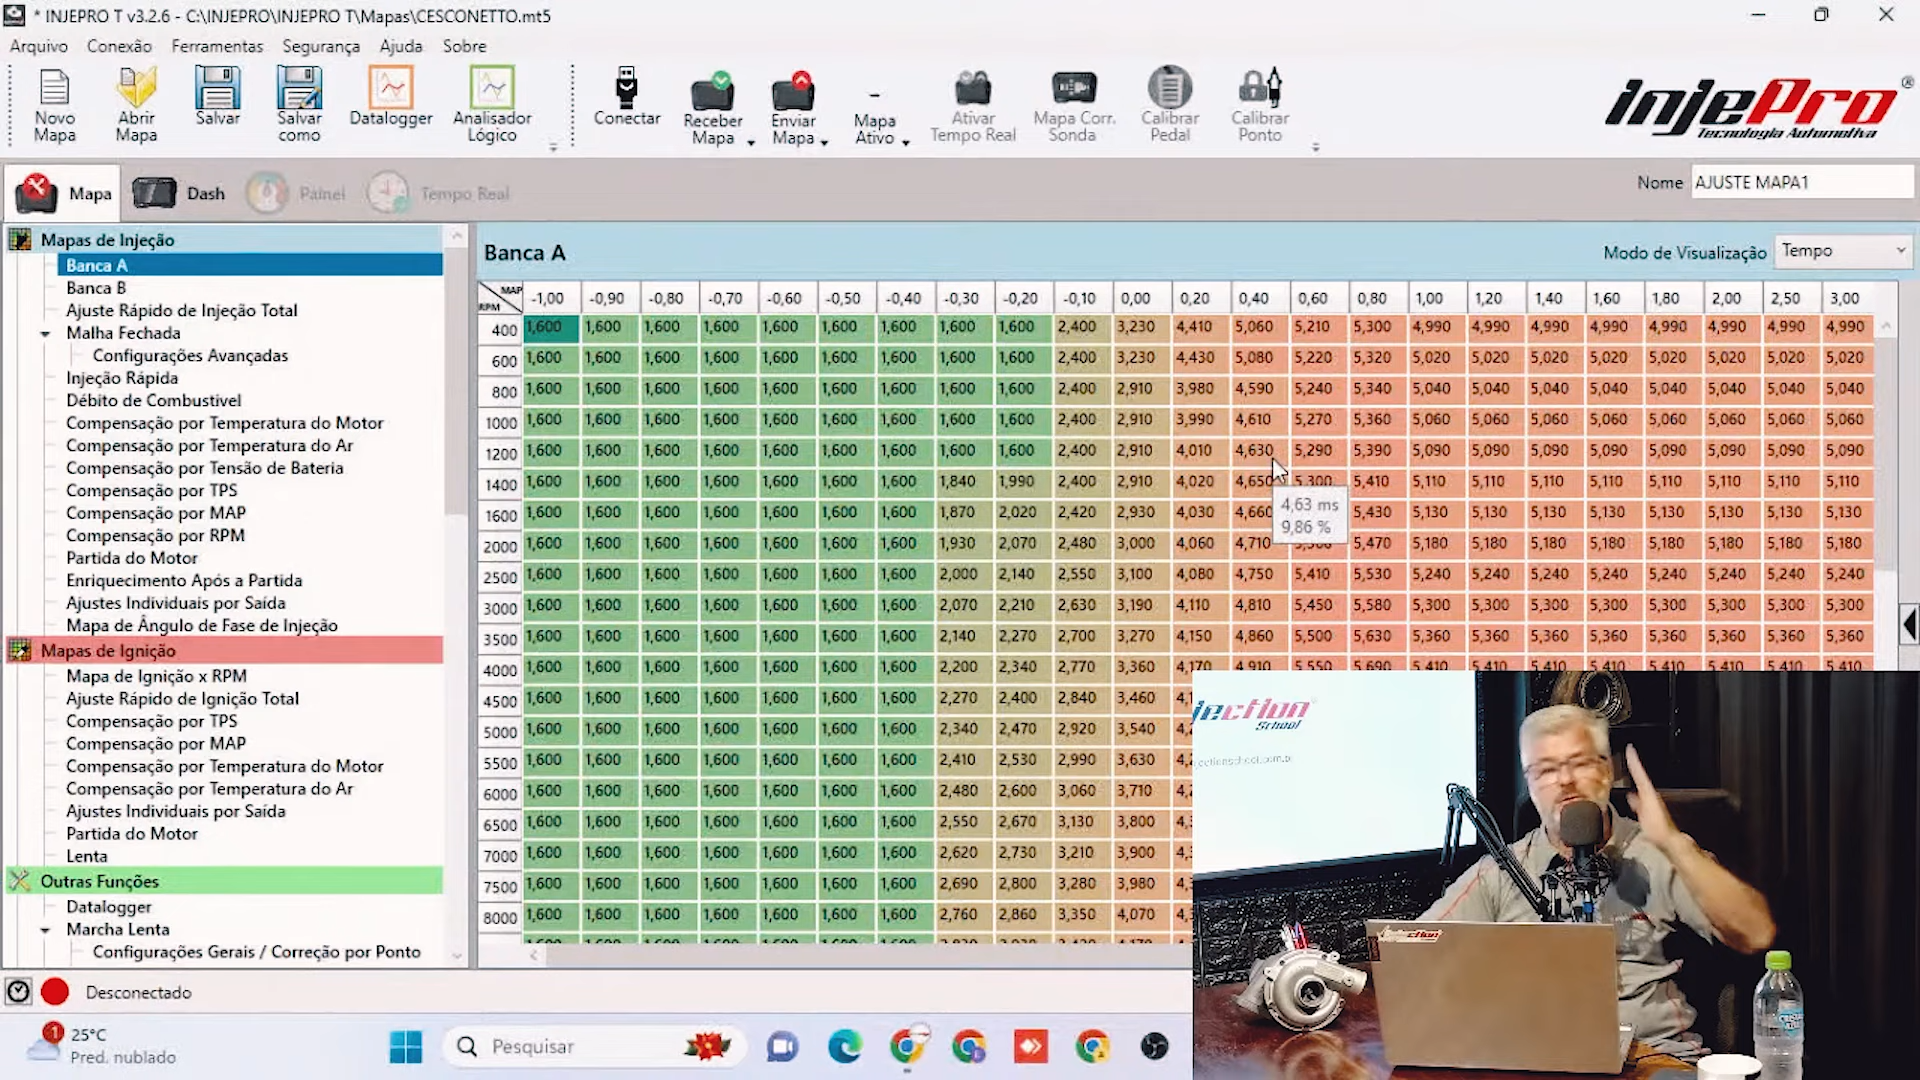 * INJEPRO T v3.2.6 - C:\INJEPRO\INJEPRO T\Mapas\CESCONETTO.mt5
Arquivo Conexão Ferramentas Segurança Ajuda Sobre
Novo Mapa
Abrir Mapa
Salvar
Salvar como
Datalogger
Analisador Lógico
Conectar
Receber Mapa
Enviar Mapa
Mapa Ativo
Ativar Tempo Real
Mapa Corr. Sonda
Calibrar Pedal
Calibrar Ponto
injePro®
Tecnologia Automotiva
Mapa Dash Painel Tempo Real
Nome AJUSTE MAPA1
Mapas de Injeção
Banca A
Banca B
Ajuste Rápido de Injeção Total
Malha Fechada
Configurações Avançadas
Injeção Rápida
Débito de Combustivel
Compensação por Temperatura do Motor
Compensação por Temperatura do Ar
Compensação por Tensão de Bateria
Compensação por TPS
Compensação por MAP
Compensação por RPM
Partida do Motor
Enriquecimento Após a Partida
Ajustes Individuais por Saída
Mapa de Ângulo de Fase de Injeção
Mapas de Ignição
Mapa de Ignição x RPM
Ajuste Rápido de Ignição Total
Compensação por TPS
Compensação por MAP
Compensação por Temperatura do Motor
Compensação por Temperatura do Ar
Ajustes Individuais por Saída
Partida do Motor
Lenta
Outras Funções
Datalogger
Marcha Lenta
Configurações Gerais / Correção por Ponto
Banca A
Modo de Visualização Tempo
MAP
RPM
-1,00 -0,90 -0,80 -0,70 -0,60 -0,50 -0,40 -0,30 -0,20 -0,10 0,00 0,20 0,40 0,60 0,80 1,00 1,20 1,40 1,60 1,80 2,00 2,50 3,00
400 1,600 1,600 1,600 1,600 1,600 1,600 1,600 1,600 1,600 2,400 3,230 4,410 5,060 5,210 5,300 4,990 4,990 4,990 4,990 4,990 4,990 4,990 4,990
600 1,600 1,600 1,600 1,600 1,600 1,600 1,600 1,600 1,600 2,400 3,230 4,430 5,080 5,220 5,320 5,020 5,020 5,020 5,020 5,020 5,020 5,020 5,020
800 1,600 1,600 1,600 1,600 1,600 1,600 1,600 1,600 1,600 2,400 2,910 3,980 4,590 5,240 5,340 5,040 5,040 5,040 5,040 5,040 5,040 5,040 5,040
1000 1,600 1,600 1,600 1,600 1,600 1,600 1,600 1,600 1,600 2,400 2,910 3,990 4,610 5,270 5,360 5,060 5,060 5,060 5,060 5,060 5,060 5,060 5,060
1200 1,600 1,600 1,600 1,600 1,600 1,600 1,600 1,600 1,600 2,400 2,910 4,010 4,630 5,290 5,390 5,090 5,090 5,090 5,090 5,090 5,090 5,090 5,090
1400 1,600 1,600 1,600 1,600 1,600 1,600 1,600 1,840 1,990 2,400 2,910 4,020 4,650 5,300 5,410 5,110 5,110 5,110 5,110 5,110 5,110 5,110 5,110
1600 1,600 1,600 1,600 1,600 1,600 1,600 1,600 1,870 2,020 2,420 2,930 4,030 4,660 5,430 5,130 5,130 5,130 5,130 5,130 5,130 5,130 5,130
2000 1,600 1,600 1,600 1,600 1,600 1,600 1,600 1,930 2,070 2,480 3,000 4,060 4,710 5,470 5,180 5,180 5,180 5,180 5,180 5,180 5,180 5,180
2500 1,600 1,600 1,600 1,600 1,600 1,600 1,600 2,000 2,140 2,550 3,100 4,080 4,750 5,410 5,530 5,240 5,240 5,240 5,240 5,240 5,240 5,240 5,240
3000 1,600 1,600 1,600 1,600 1,600 1,600 1,600 2,070 2,210 2,630 3,190 4,110 4,810 5,450 5,580 5,300 5,300 5,300 5,300 5,300 5,300 5,300 5,300
3500 1,600 1,600 1,600 1,600 1,600 1,600 1,600 2,140 2,270 2,700 3,270 4,150 4,860 5,500 5,630 5,360 5,360 5,360 5,360 5,360 5,360 5,360 5,360
4000 1,600 1,600 1,600 1,600 1,600 1,600 1,600 2,200 2,340 2,770 3,360 4,170 4,910 5,550 5,690 5,410 5,410 5,410 5,410 5,410 5,410 5,410 5,410
4500 1,600 1,600 1,600 1,600 1,600 1,600 1,600 2,270 2,400 2,840 3,460
5000 1,600 1,600 1,600 1,600 1,600 1,600 1,600 2,340 2,470 2,920 3,540
5500 1,600 1,600 1,600 1,600 1,600 1,600 1,600 2,410 2,530 2,990 3,630
6000 1,600 1,600 1,600 1,600 1,600 1,600 1,600 2,480 2,600 3,060 3,710
6500 1,600 1,600 1,600 1,600 1,600 1,600 1,600 2,550 2,670 3,130 3,800
7000 1,600 1,600 1,600 1,600 1,600 1,600 1,600 2,620 2,730 3,210 3,900
7500 1,600 1,600 1,600 1,600 1,600 1,600 1,600 2,690 2,800 3,280 3,980
8000 1,600 1,600 1,600 1,600 1,600 1,600 1,600 2,760 2,860 3,350 4,070
4,63 ms
9,86 %
jection
School
Desconectado
1
25°C
Pred. nublado
Pesquisar